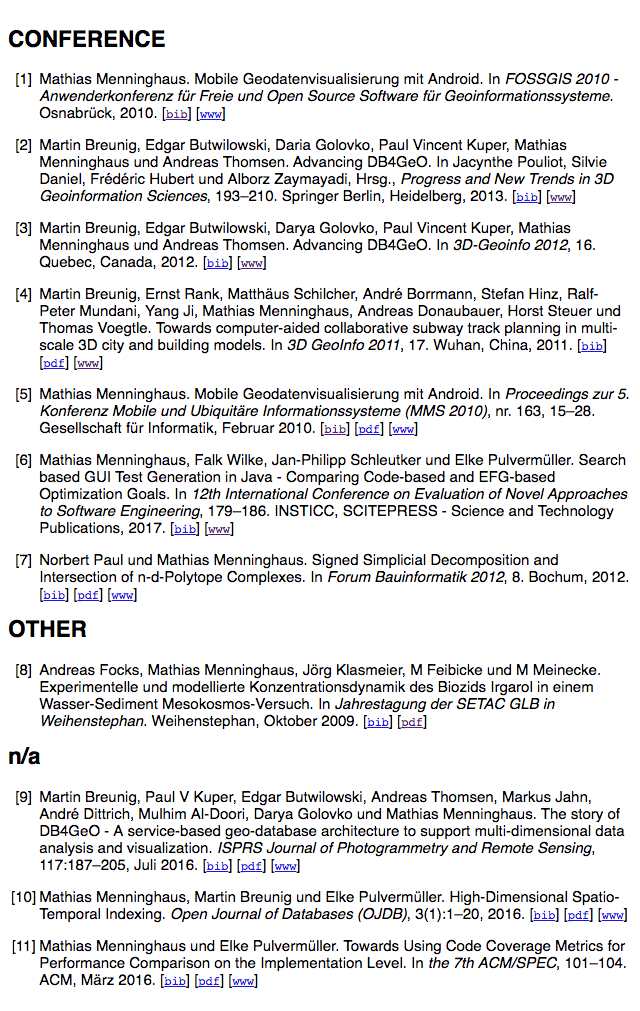 CONFERENCE
[1] Mathias Menninghaus. Mobile Geodatenvisualisierung mit Android. In FOSSGIS 2010 -
Anwenderkonferenz für Freie und Open Source Software für Geoinformationssysteme.
Osnabrück, 2010. [bib] [www]
[2] Martin Breunig, Edgar Butwilowski, Daria Golovko, Paul Vincent Kuper, Mathias
Menninghaus und Andreas Thomsen. Advancing DB4GeO. In Jacynthe Pouliot, Silvie
Daniel, Frédéric Hubert und Alborz Zaymayadi, Hrsg., Progress and New Trends in 3D
Geoinformation Sciences, 193–210. Springer Berlin, Heidelberg, 2013. [bib] [www]
[3] Martin Breunig, Edgar Butwilowski, Darya Golovko, Paul Vincent Kuper, Mathias
Menninghaus und Andreas Thomsen. Advancing DB4GeO. In 3D-Geoinfo 2012, 16.
Quebec, Canada, 2012. [bib] [www]
[4] Martin Breunig, Ernst Rank, Matthäus Schilcher, André Borrmann, Stefan Hinz, Ralf-
Peter Mundani, Yang Ji, Mathias Menninghaus, Andreas Donaubauer, Horst Steuer und
Thomas Voegtle. Towards computer-aided collaborative subway track planning in multi-
scale 3D city and building models. In 3D GeoInfo 2011, 17. Wuhan, China, 2011. [bib]
[pdf] [www]
[5] Mathias Menninghaus. Mobile Geodatenvisualisierung mit Android. In Proceedings zur 5.
Konferenz Mobile und Ubiquitäre Informationssysteme (MMS 2010), nr. 163, 15–28.
Gesellschaft für Informatik, Februar 2010. [bib] [pdf] [www]
[6] Mathias Menninghaus, Falk Wilke, Jan-Philipp Schleutker und Elke Pulvermüller. Search
based GUI Test Generation in Java - Comparing Code-based and EFG-based
Optimization Goals. In 12th International Conference on Evaluation of Novel Approaches
to Software Engineering, 179–186. INSTICC, SCITEPRESS - Science and Technology
Publications, 2017. [bib] [www]
[7] Norbert Paul und Mathias Menninghaus. Signed Simplicial Decomposition and
Intersection of n-d-Polytope Complexes. In Forum Bauinformatik 2012, 8. Bochum, 2012.
[bib] [pdf] [www]
OTHER
[8] Andreas Focks, Mathias Menninghaus, Jörg Klasmeier, M Feibicke und M Meinecke.
Experimentelle und modellierte Konzentrationsdynamik des Biozids Irgarol in einem
Wasser-Sediment Mesokosmos-Versuch. In Jahrestagung der SETAC GLB in
Weihenstephan. Weihenstephan, Oktober 2009. [bib] [pdf]
n/a
[9] Martin Breunig, Paul V Kuper, Edgar Butwilowski, Andreas Thomsen, Markus Jahn,
André Dittrich, Mulhim Al-Doori, Darya Golovko und Mathias Menninghaus. The story of
DB4GeO - A service-based geo-database architecture to support multi-dimensional data
analysis and visualization. ISPRS Journal of Photogrammetry and Remote Sensing,
117:187–205, Juli 2016. [bib] [pdf] [www]
[10] Mathias Menninghaus, Martin Breunig und Elke Pulvermüller. High-Dimensional Spatio-
Temporal Indexing. Open Journal of Databases (OJDB), 3(1):1–20, 2016. [bib] [pdf] [www]
[11] Mathias Menninghaus und Elke Pulvermüller. Towards Using Code Coverage Metrics for
Performance Comparison on the Implementation Level. In the 7th ACM/SPEC, 101–104.
ACM, März 2016. [bib] [pdf] [www]